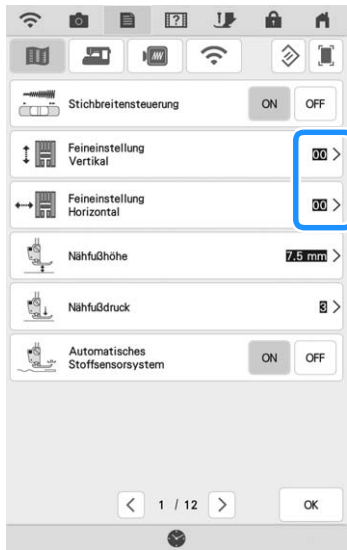 Stichbreitensteuerung ON OFF
Feineinstellung
Vertikal 00
Feineinstellung
Horizontal 00
Nähfußhöhe 7.5 mm
Nähfußdruck 3
Automatisches
Stoffsensorsystem ON OFF
1 / 12 OK